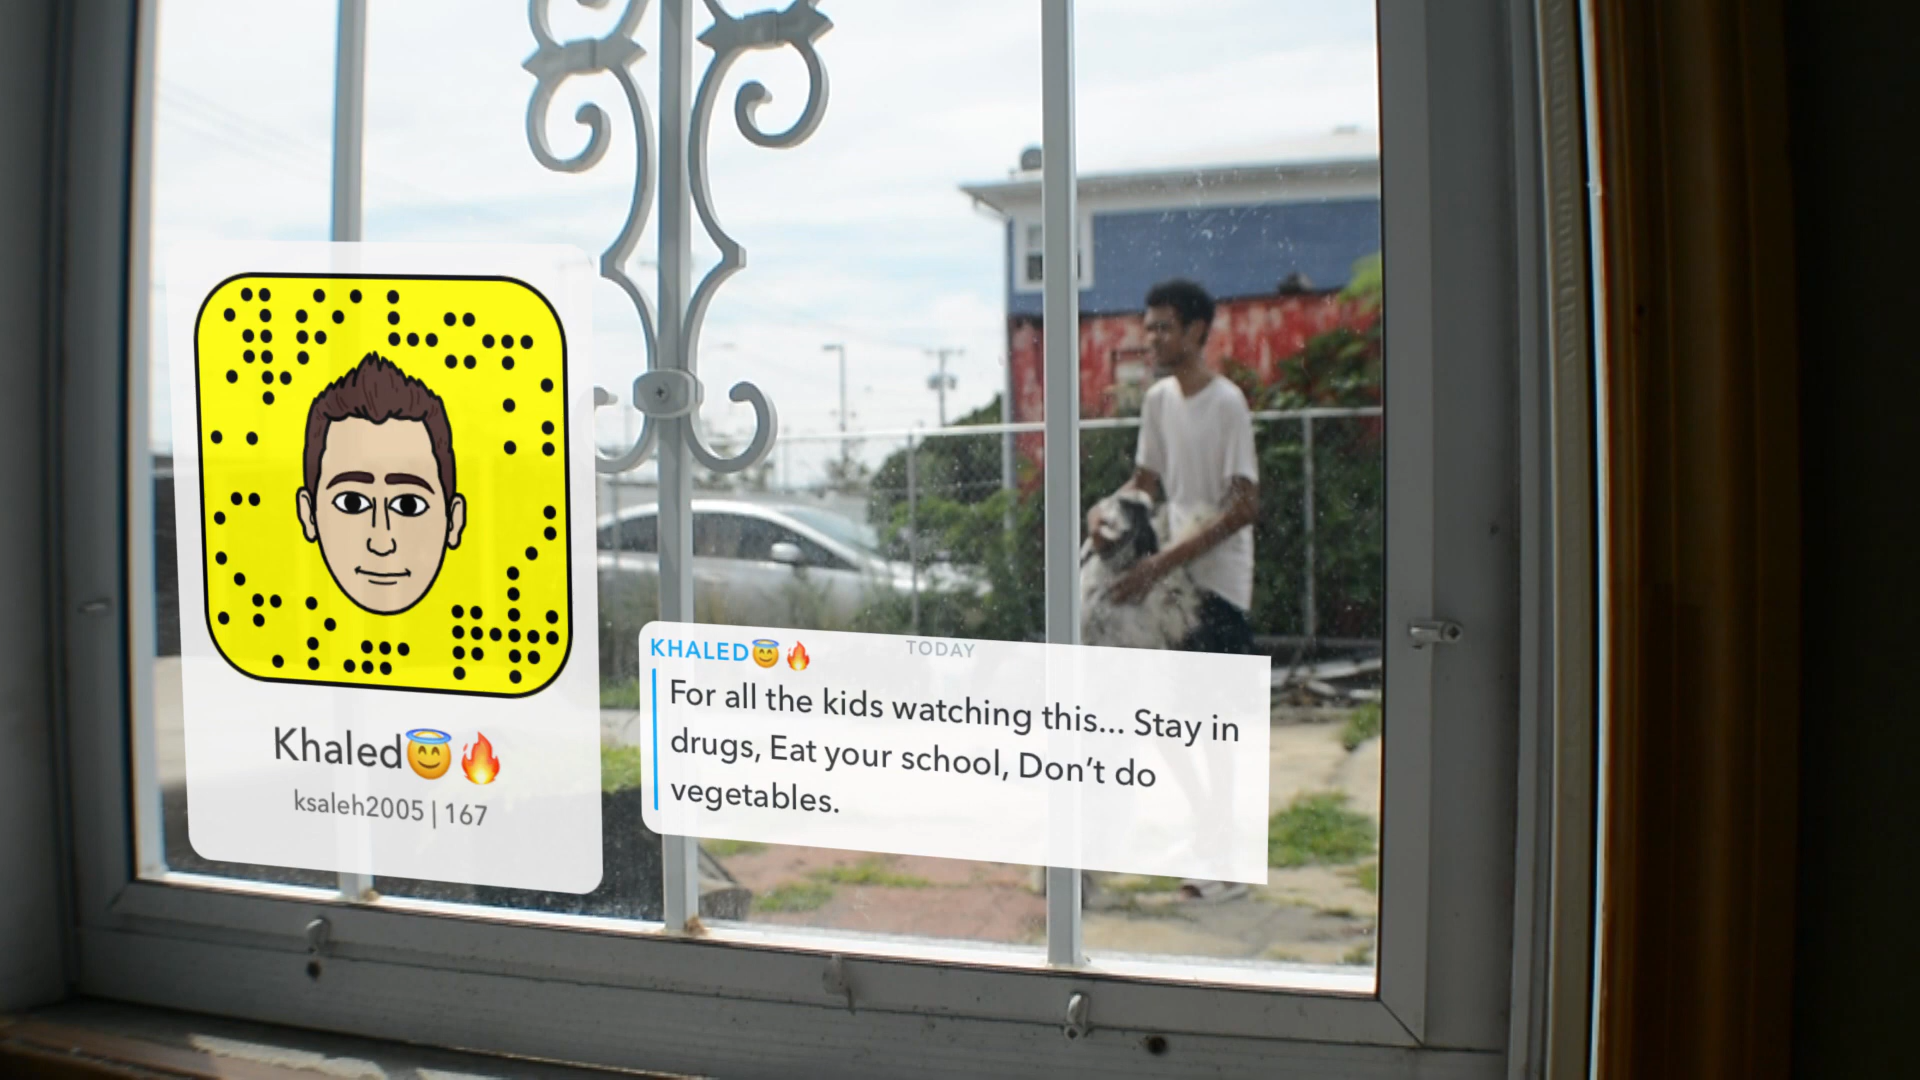 Khaled😇🔥
ksaleh2005 | 167
KHALED😇🔥
TODAY
For all the kids watching this... Stay in
drugs, Eat your school, Don't do
vegetables.